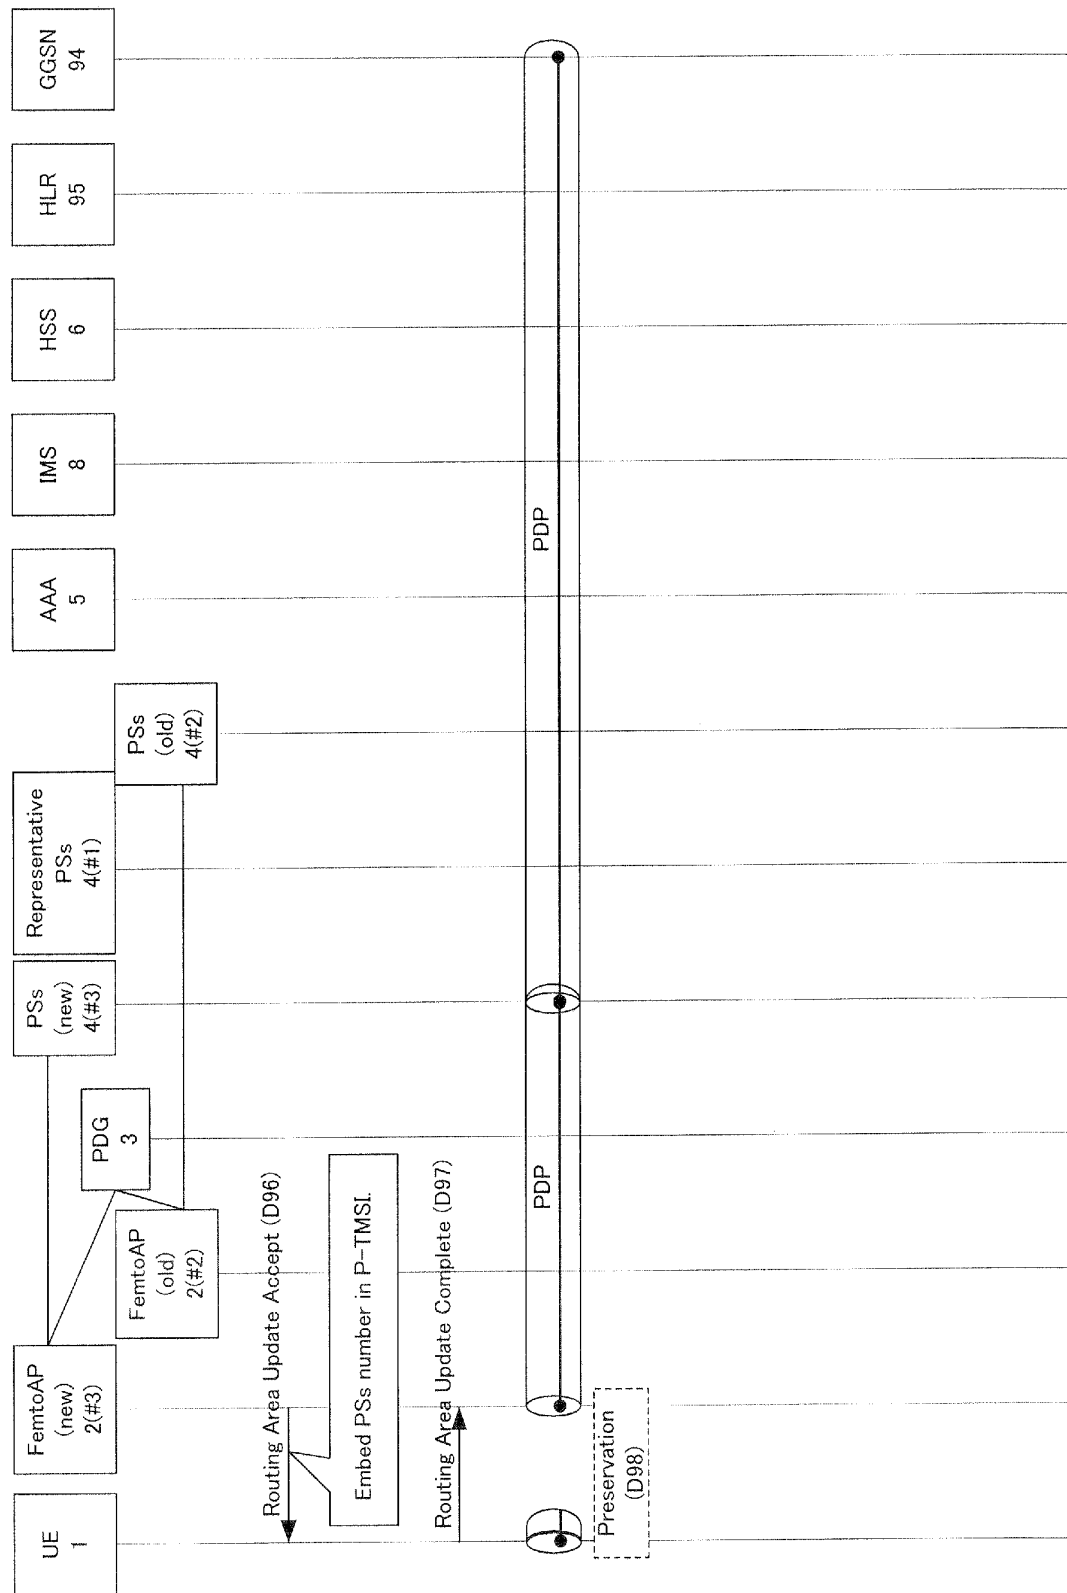 UE
1
FemtoAP
(new)
2(#3)
FemtoAP
(old)
2(#2)
PDG
3
PSs
(new)
4(#3)
Representative
PSs
4(#1)
PSs
(old)
4(#2)
AAA
5
IMS
8
HSS
6
HLR
95
GGSN
94
Routing Area Update Accept (D96)
Embed PSs number in P-TMSI.
Routing Area Update Complete (D97)
PDP
PDP
Preservation
(D98)